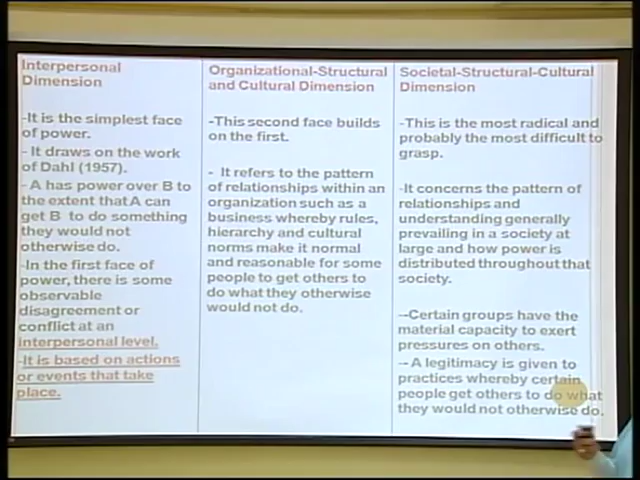 Interpersonal
Dimension
-It is the simplest face
of power.
- It draws on the work
of Dahl (1957).
- A has power over B to
the extent that A can
get B to do something
they would not
otherwise do.
-In the first face of
power, there is some
observable
disagreement or
conflict at an
interpersonal level.
-It is based on actions
or events that take
place.
Organizational-Structural
and Cultural Dimension
-This second face builds
on the first.
- It refers to the pattern
of relationships within an
organization such as a
business whereby rules,
hierarchy and cultural
norms make it normal
and reasonable for some
people to get others to
do what they otherwise
would not do.
Societal-Structural-Cultural
Dimension
-This is the most radical and
probably the most difficult to
grasp.
-It concerns the pattern of
relationships and
understanding generally
prevailing in a society at
large and how power is
distributed throughout that
society.
-Certain groups have the
material capacity to exert
pressures on others.
- A legitimacy is given to
practices whereby certain
people get others to do what
they would not otherwise do.